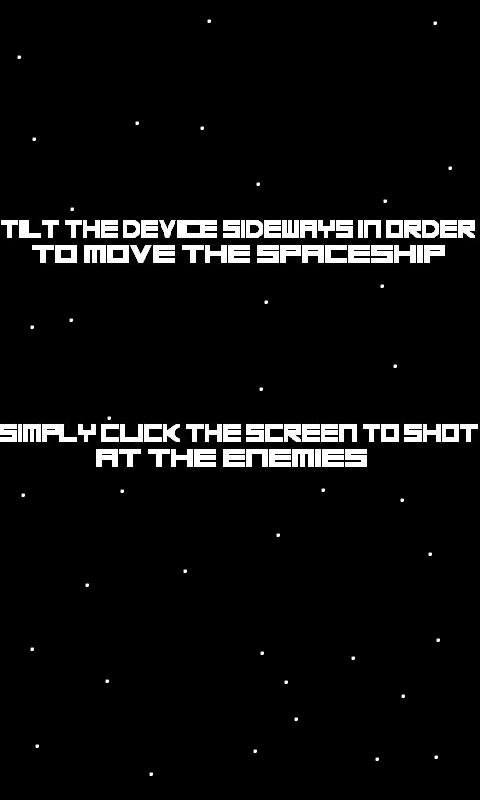 TILT THE DEVICE SIDEWAYS IN ORDER
TO MOVE THE SPACESHIP
SIMPLY CLICK THE SCREEN TO SHOT
AT THE ENEMIES